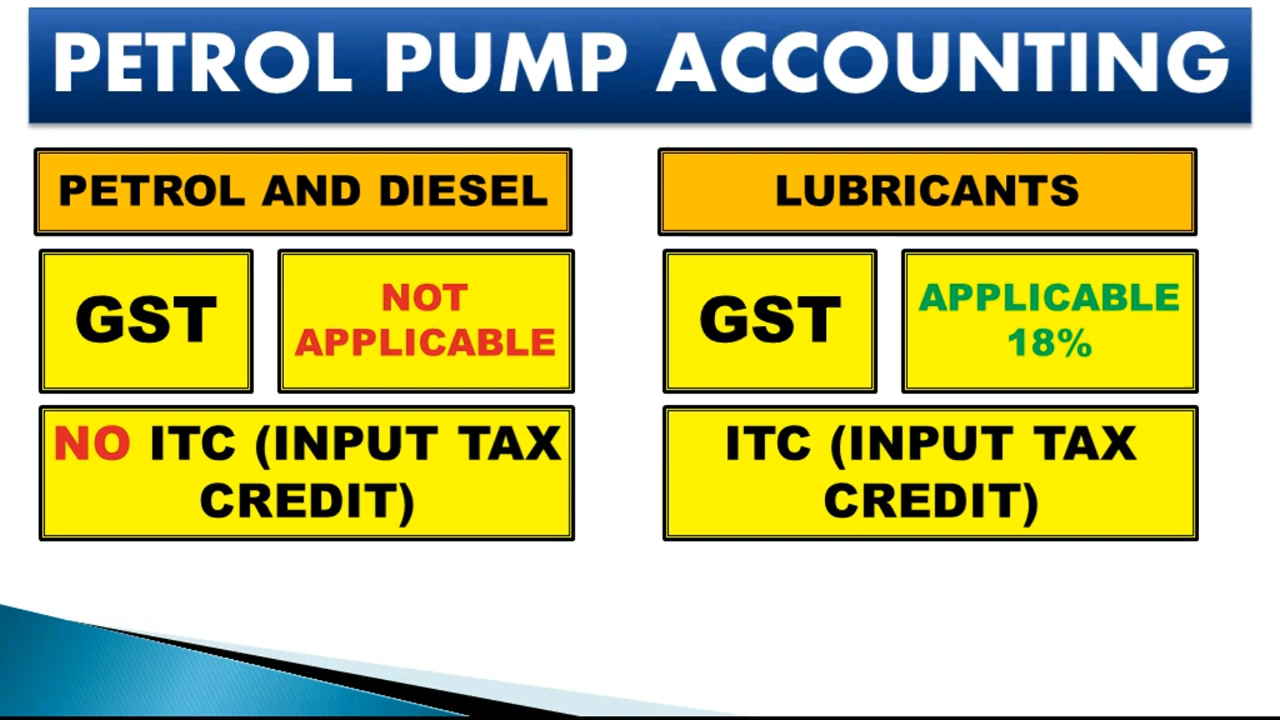 PETROL PUMP ACCOUNTING
PETROL AND DIESEL
GST
NOT
APPLICABLE
NO ITC (INPUT TAX
CREDIT)
LUBRICANTS
GST
APPLICABLE
18%
ITC (INPUT TAX
CREDIT)